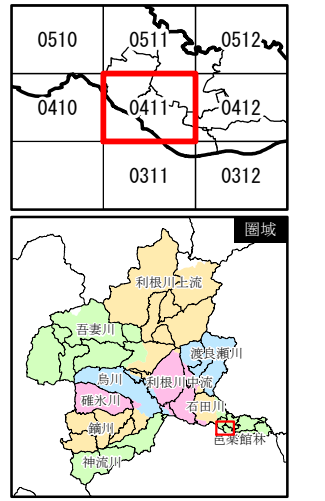 0510 0511 0512
0410 0411 0412
0311 0312
圏域
利根川上流
吾妻川
渡良瀬川
烏川 利根川中流
碓氷川
石田川
鏑川
邑楽館林
神流川